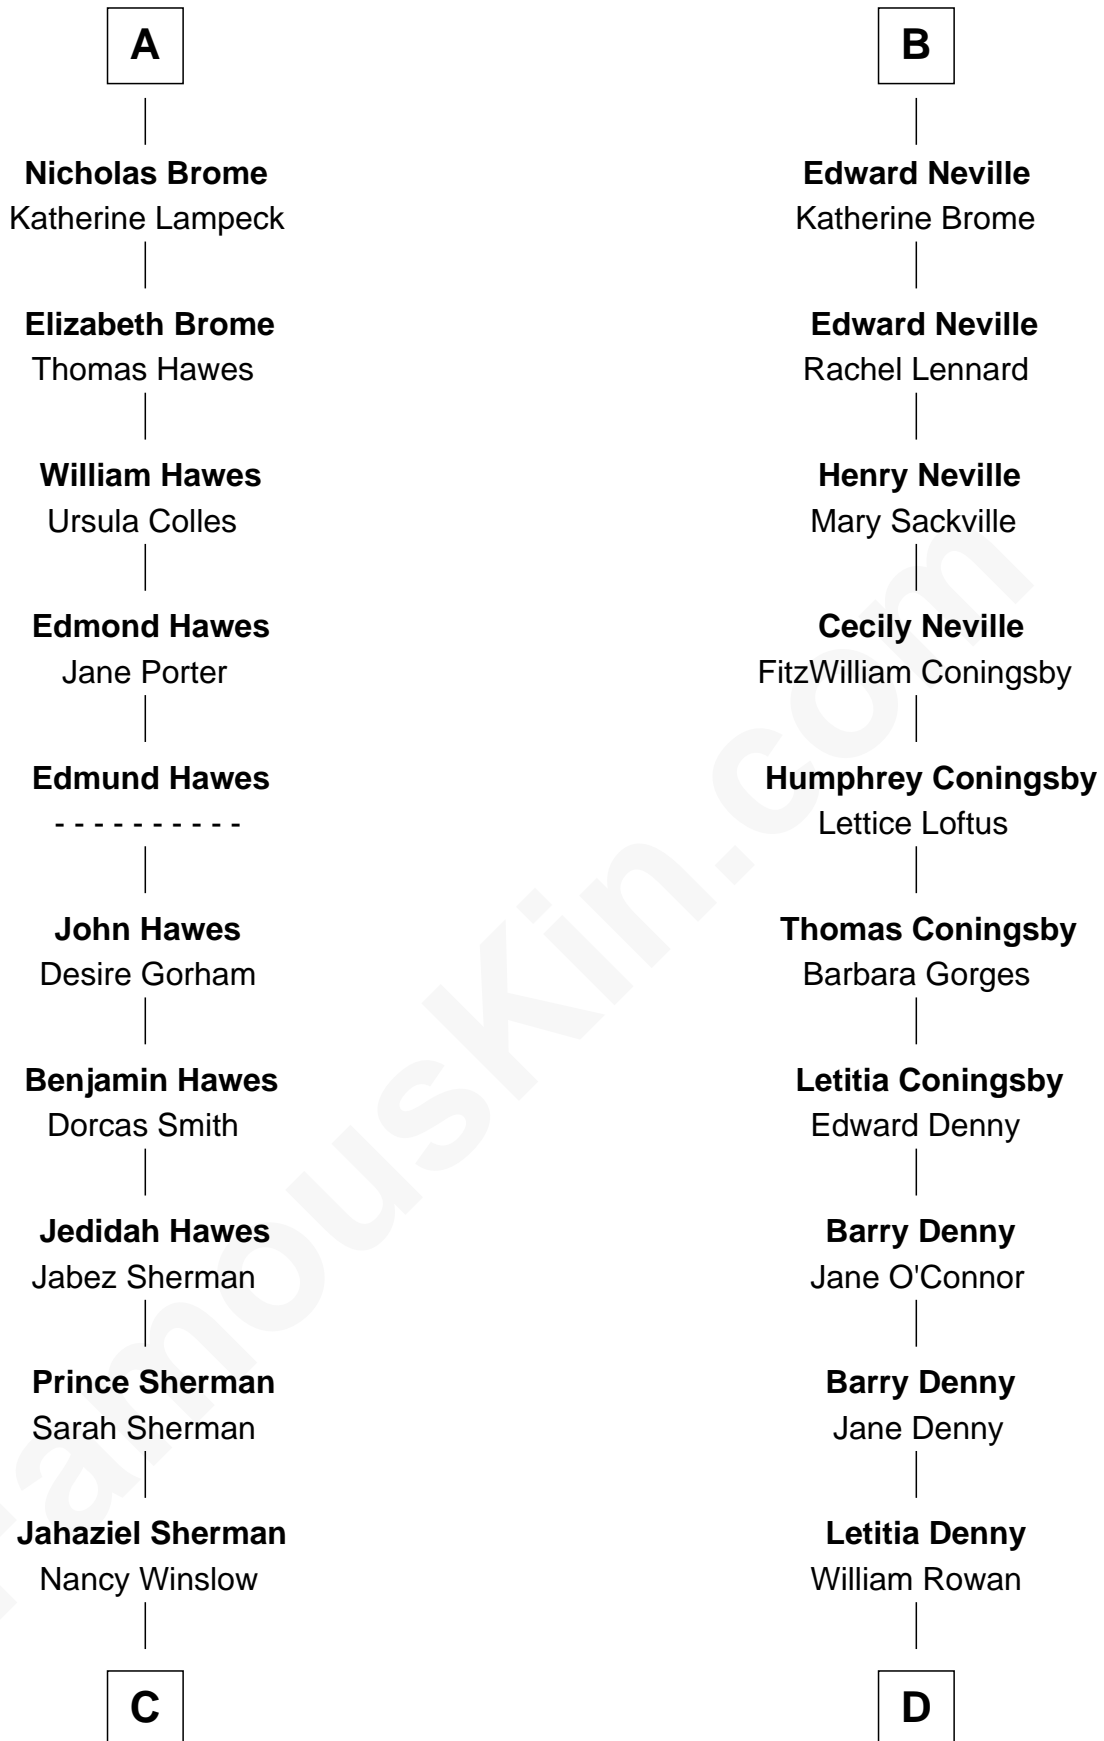 A
Nicholas Brome
Katherine Lampeck
Elizabeth Brome
Thomas Hawes
William Hawes
Ursula Colles
Edmond Hawes
Jane Porter
Edmund Hawes
- - - - - - - - - -
John Hawes
Desire Gorham
Benjamin Hawes
Dorcas Smith
Jedidah Hawes
Jabez Sherman
Prince Sherman
Sarah Sherman
Jahaziel Sherman
Nancy Winslow
C
B
Edward Neville
Katherine Brome
Edward Neville
Rachel Lennard
Henry Neville
Mary Sackville
Cecily Neville
FitzWilliam Coningsby
Humphrey Coningsby
Lettice Loftus
Thomas Coningsby
Barbara Gorges
Letitia Coningsby
Edward Denny
Barry Denny
Jane O'Connor
Barry Denny
Jane Denny
Letitia Denny
William Rowan
D
FamousKin.com